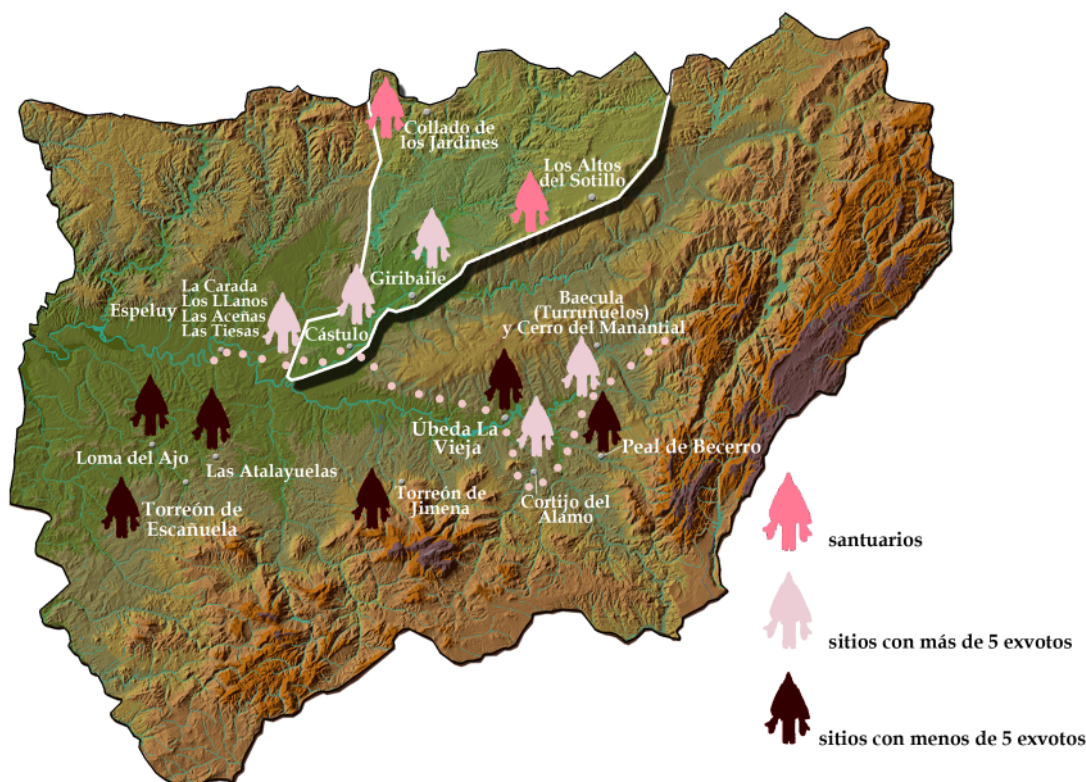 Collado de
los Jardines
Los Altos
del Sotillo
Giribaile
La Carada
Los LLanos
Las Aceñas
Las Tiesas
Espeluy
Cástulo
Baecula
(Turruñuelos)
y Cerro del Manantial
Úbeda La
Vieja
Peal de Becerro
Loma del Ajo
Las Atalayuelas
Torreón de
Jimena
Cortijo del
Álamo
Torreón de
Escañuela
santuarios
sitios con más de 5 exvotos
sitios con menos de 5 exvotos